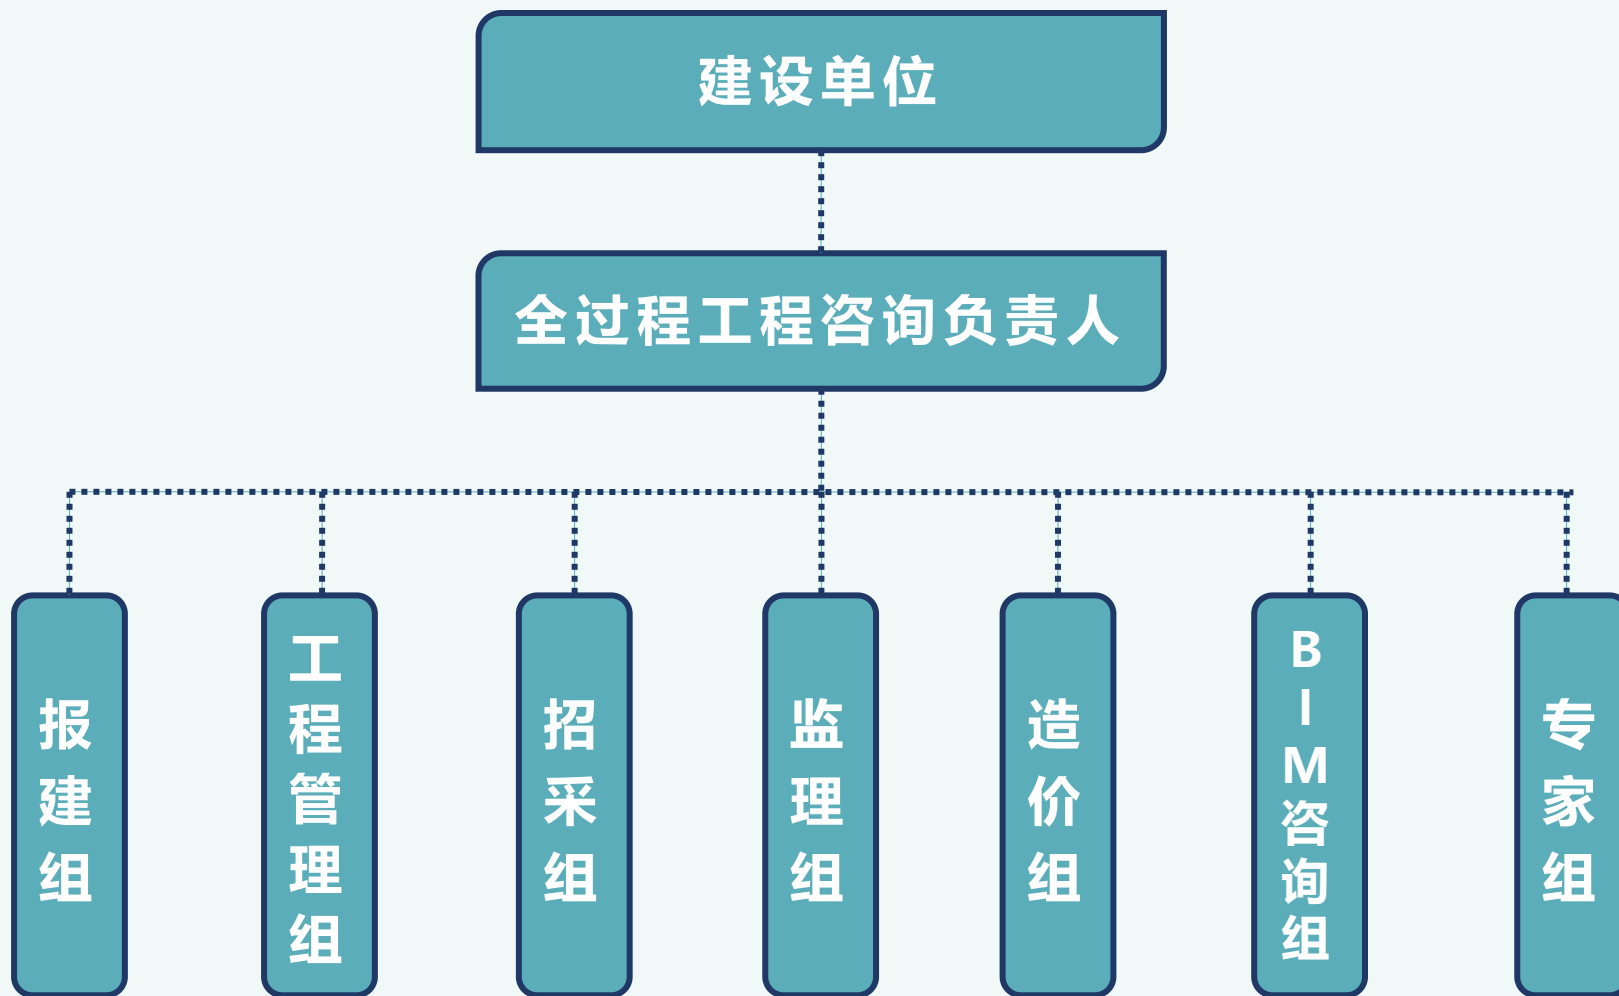 建设单位
全过程工程咨询负责人
报建组
工程管理组
招采组
监理组
造价组
BIM咨询组
专家组